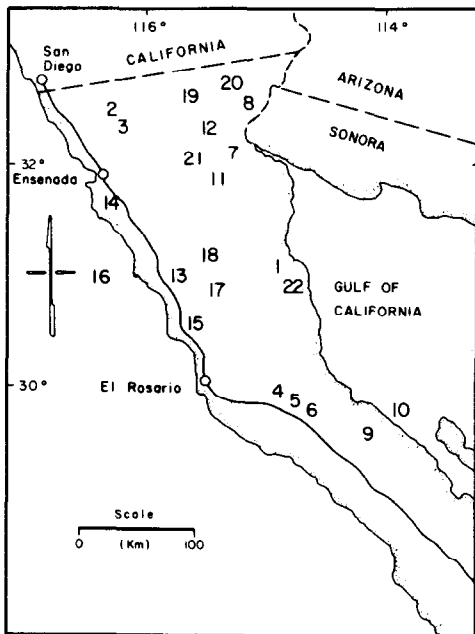 116° 114°
San
Diego
CALIFORNIA
ARIZONA
SONORA
20
19
8
2
3
12
32°
21
7
11
Ensenada
14
18
1
16
13
17
22
GULF OF
CALIFORNIA
15
30°
El Rosario
4
5
6
10
9
Scale
0 (Km) 100